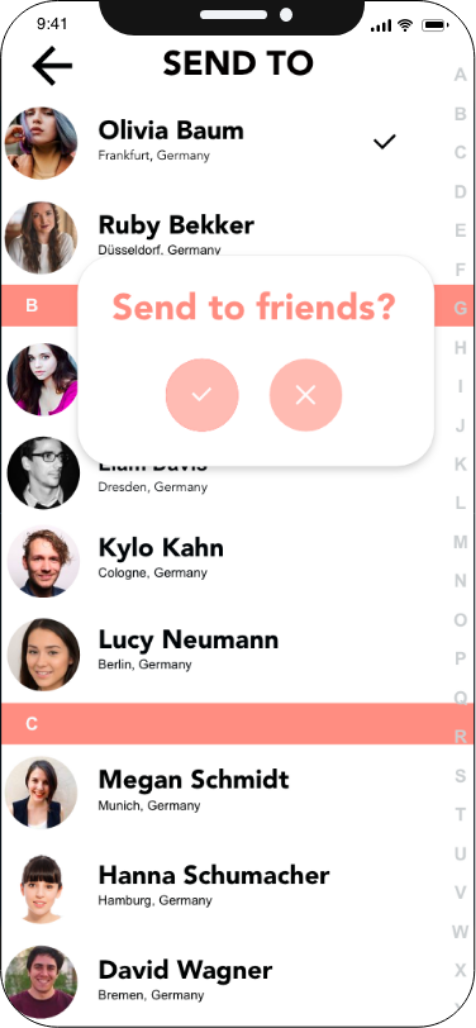 9:41
SEND TO
Olivia Baum
Frankfurt, Germany
Ruby Bekker
Düsseldorf, Germany
B
Send to friends?
Liam Davis
Dresden, Germany
Kylo Kahn
Cologne, Germany
Lucy Neumann
Berlin, Germany
C
Megan Schmidt
Munich, Germany
Hanna Schumacher
Hamburg, Germany
David Wagner
Bremen, Germany
A
B
C
D
E
F
G
H
I
J
K
L
M
N
O
P
Q
R
S
T
U
V
W
X